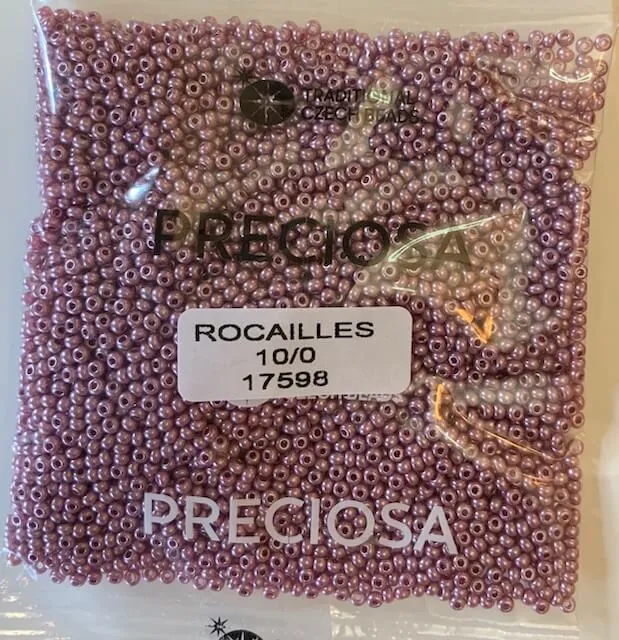 TRADITIONAL
CZECH BEADS
PRECIOSA
ROCAILLES
10/0
17598
PRECIOSA